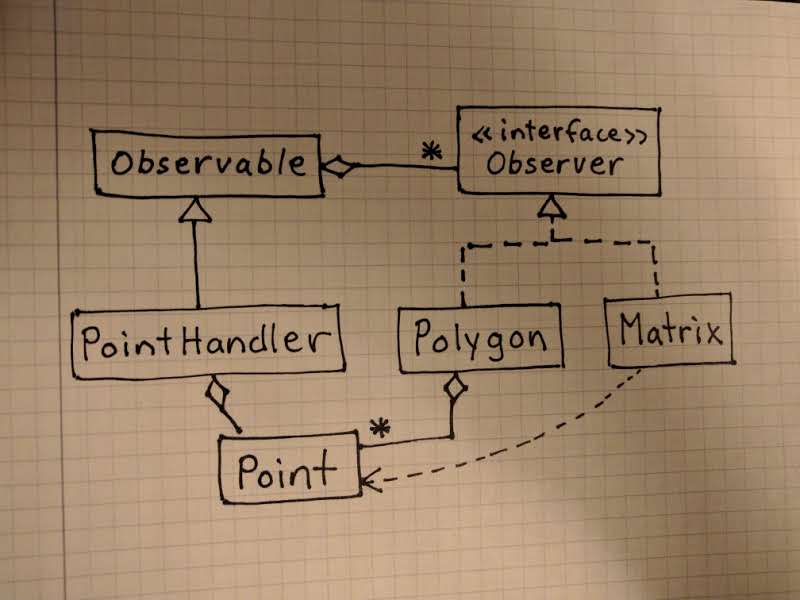 Observable
*
<<interface>>
Observer
PointHandler
Polygon
Matrix
*
Point